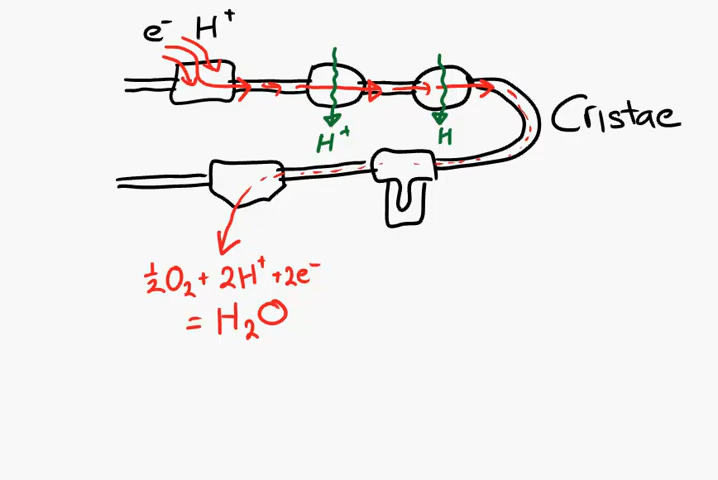 e⁻ H⁺
Cristae
H⁺ H
½O₂ + 2H⁺ + 2e⁻
= H₂O